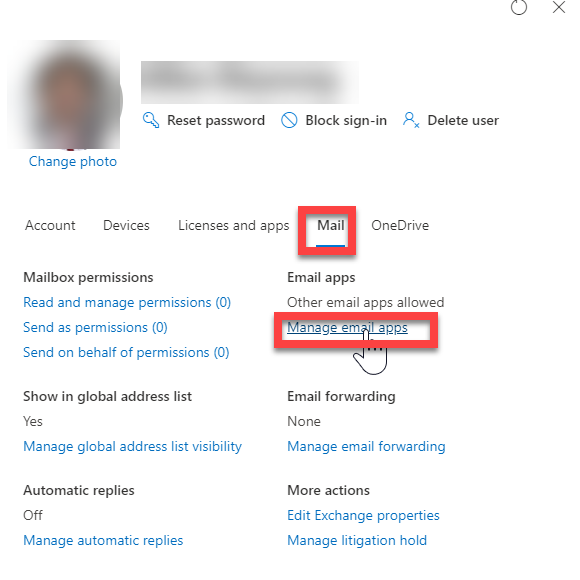 Reset password
Block sign-in
Delete user
Change photo
Account
Devices
Licenses and apps
Mail
OneDrive
Mailbox permissions
Read and manage permissions (0)
Send as permissions (0)
Send on behalf of permissions (0)
Email apps
Other email apps allowed
Manage email apps
Show in global address list
Yes
Manage global address list visibility
Email forwarding
None
Manage email forwarding
Automatic replies
Off
Manage automatic replies
More actions
Edit Exchange properties
Manage litigation hold